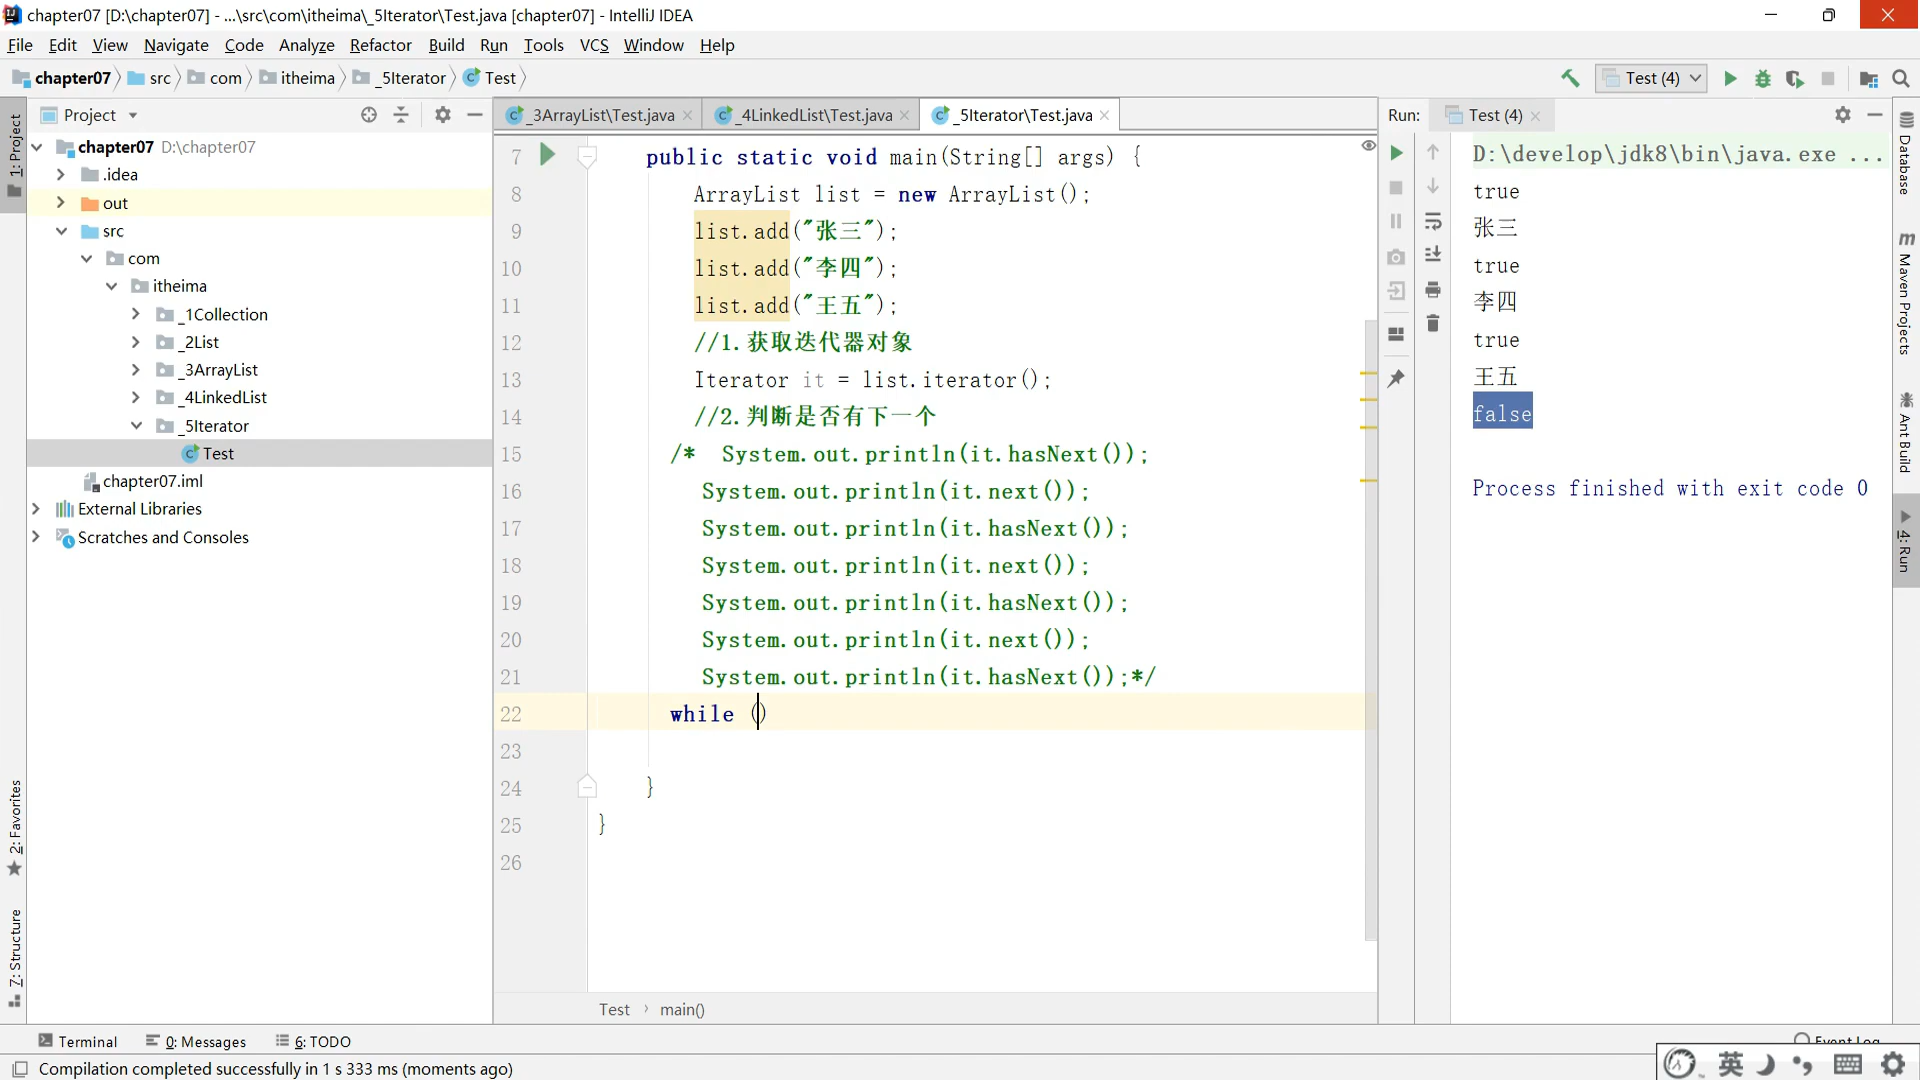 chapter07 [D:\chapter07] - ...\src\com\itheima\_5Iterator\Test.java [chapter07] - IntelliJ IDEA
File Edit View Navigate Code Analyze Refactor Build Run Tools VCS Window Help
chapter07 src com itheima _5Iterator Test
Test (4)
1: Project
Project
chapter07 D:\chapter07
.idea
out
src
com
itheima
_1Collection
_2List
_3ArrayList
_4LinkedList
_5Iterator
Test
chapter07.iml
External Libraries
Scratches and Consoles
2: Favorites
7: Structure
_3ArrayList\Test.java _4LinkedList\Test.java _5Iterator\Test.java
7 public static void main(String[] args) {
8 ArrayList list = new ArrayList();
9 list.add("张三");
10 list.add("李四");
11 list.add("王五");
12 //1.获取迭代器对象
13 Iterator it = list.iterator();
14 //2.判断是否有下一个
15 /* System.out.println(it.hasNext());
16 System.out.println(it.next());
17 System.out.println(it.hasNext());
18 System.out.println(it.next());
19 System.out.println(it.hasNext());
20 System.out.println(it.next());
21 System.out.println(it.hasNext());*/
22 while ()
23
24 }
25 }
26
Test › main()
Run: Test (4)
D:\develop\jdk8\bin\java.exe ...
true
张三
true
李四
true
王五
false
Process finished with exit code 0
Database
Maven Projects
Ant Build
4: Run
Terminal 0: Messages 6: TODO Event Log
Compilation completed successfully in 1 s 333 ms (moments ago)
英